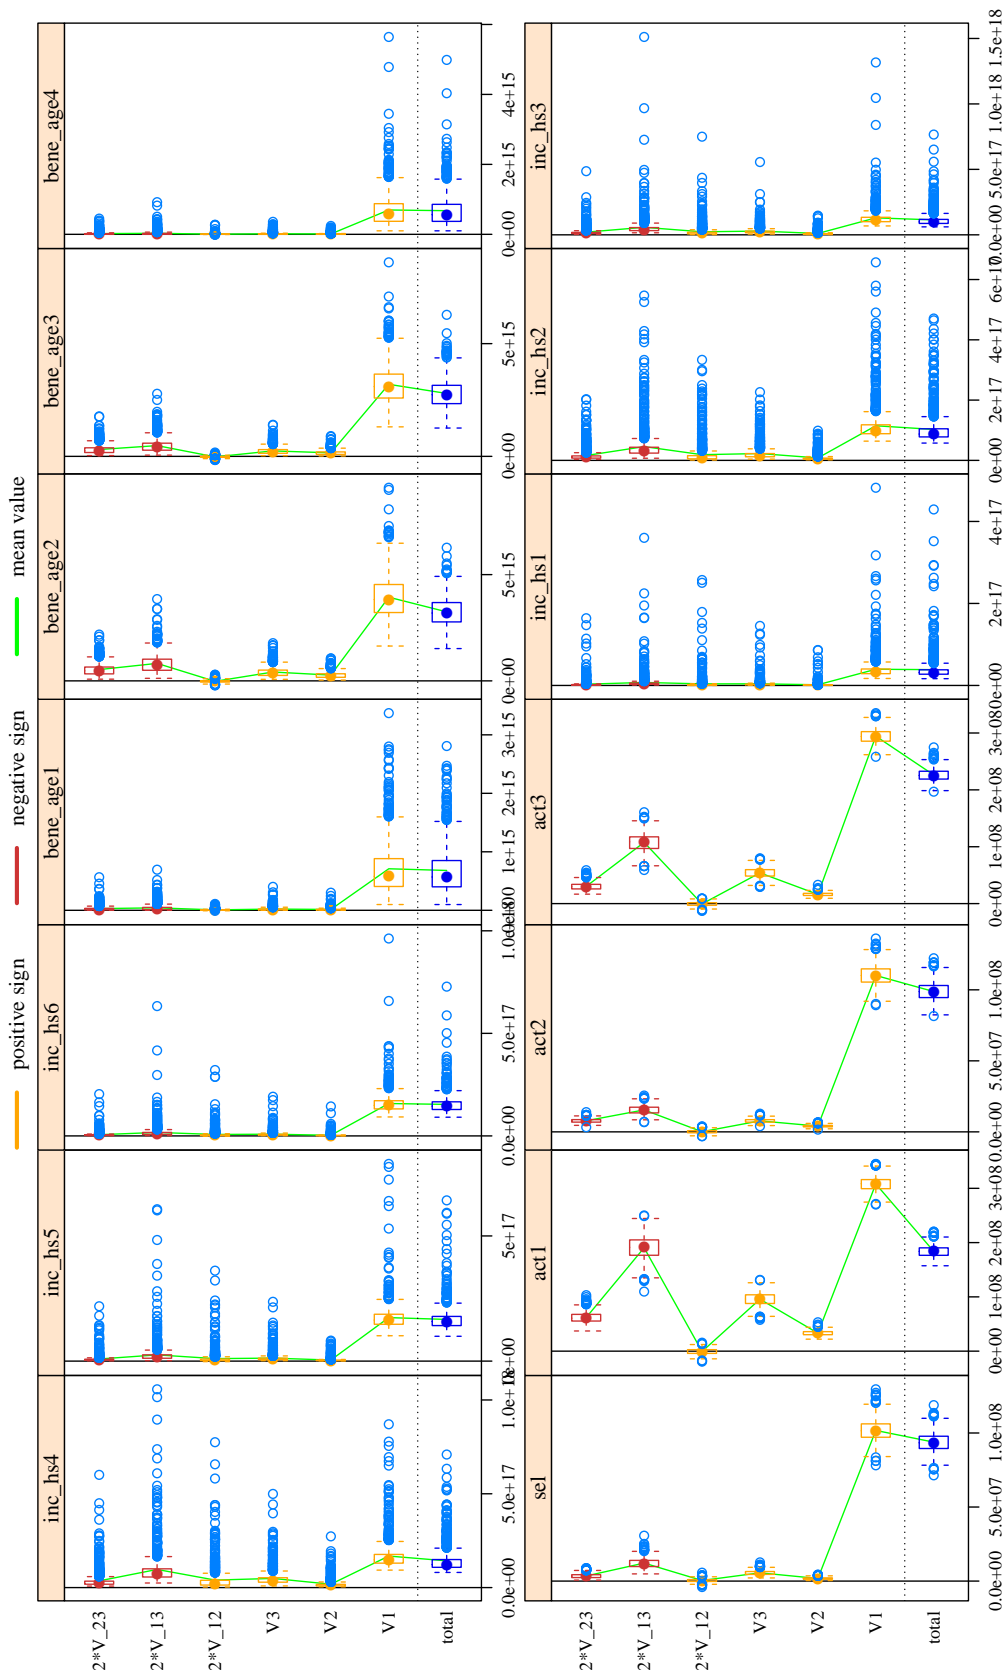 positive sign negative sign mean value
inc_hs4 inc_hs5 inc_hs6 bene_age1 bene_age2 bene_age3 bene_age4
2*V_23
2*V_13
2*V_12
V3
V2
V1
total
0.0e+00 5.0e+17 1.0e+18 0e+00 5e+17 0.0e+00 5.0e+17 1.0e+18 0e+00 1e+15 2e+15 3e+15 0e+00 5e+15 0e+00 5e+15 0e+00 2e+15 4e+15
sel act1 act2 act3 inc_hs1 inc_hs2 inc_hs3
2*V_23
2*V_13
2*V_12
V3
V2
V1
total
0.0e+00 5.0e+07 1.0e+08 0e+00 1e+08 2e+08 3e+08 0.0e+00 5.0e+07 1.0e+08 0e+00 1e+08 2e+08 3e+08 0e+00 2e+17 4e+17 0e+00 2e+17 4e+17 6e+17 0.0e+00 5.0e+17 1.0e+18 1.5e+18